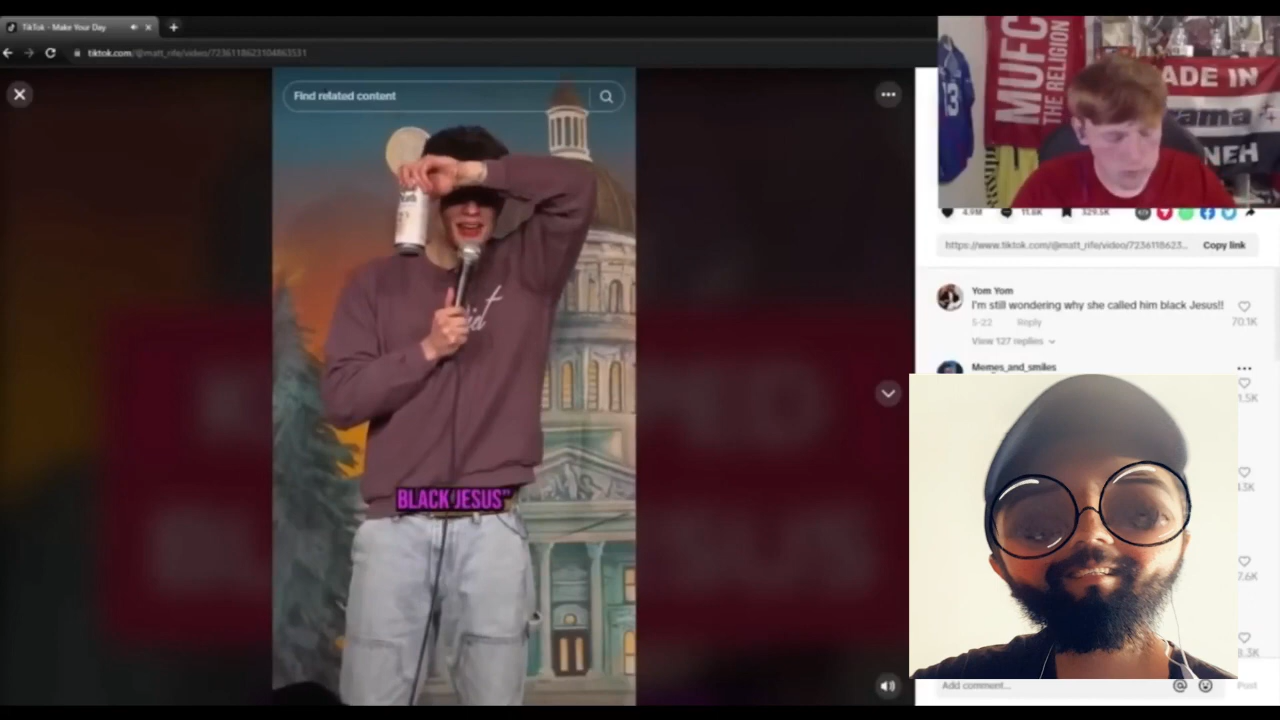 TikTok - Make Your Day
tiktok.com/@matt_rife/video/7236118623104863531
Find related content
BLACK JESUS"
MUFC
THE RELIGION
13
ADE IN
rama
NEH
4.9M 11.8K 329.5K
https://www.tiktok.com/@matt_rife/video/7236118623...
Copy link
Yom Yom
I'm still wondering why she called him black Jesus!!
70.1K
5-22 Reply
View 127 replies
Memes_and_smiles
1.5K
7.6K
Add comment...
Post